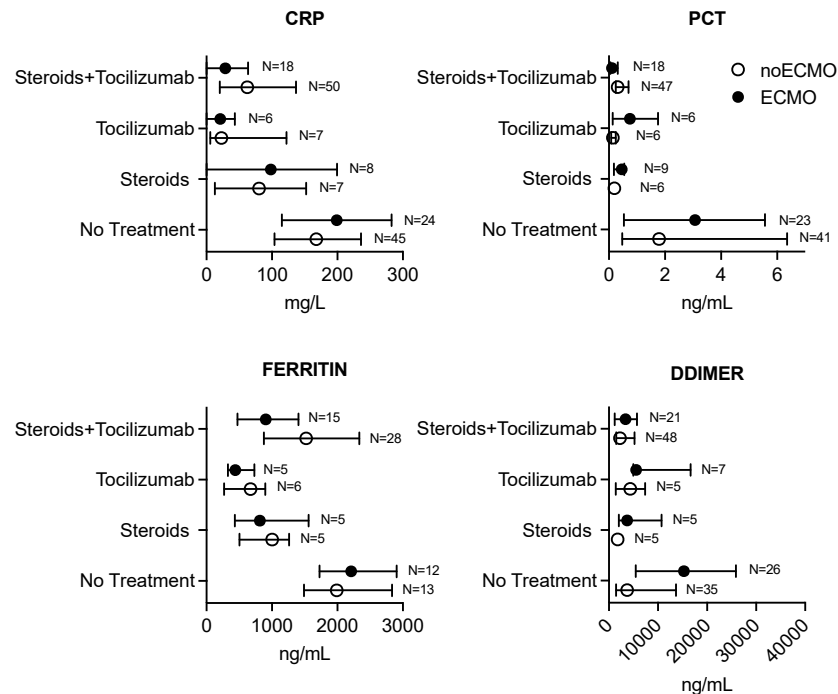 CRP
Steroids+Tocilizumab
N=18
N=50
Tocilizumab
N=6
N=7
Steroids
N=8
N=7
No Treatment
N=24
N=45
0 100 200 300
mg/L
PCT
noECMO
ECMO
Steroids+Tocilizumab
N=18
N=47
Tocilizumab
N=6
N=6
Steroids
N=9
N=6
No Treatment
N=23
N=41
0 2 4 6
ng/mL
FERRITIN
Steroids+Tocilizumab
N=15
N=28
Tocilizumab
N=5
N=6
Steroids
N=5
N=5
No Treatment
N=12
N=13
0 1000 2000 3000
ng/mL
DDIMER
Steroids+Tocilizumab
N=21
N=48
Tocilizumab
N=7
N=5
Steroids
N=5
N=5
No Treatment
N=26
N=35
0 10000 20000 30000 40000
ng/mL